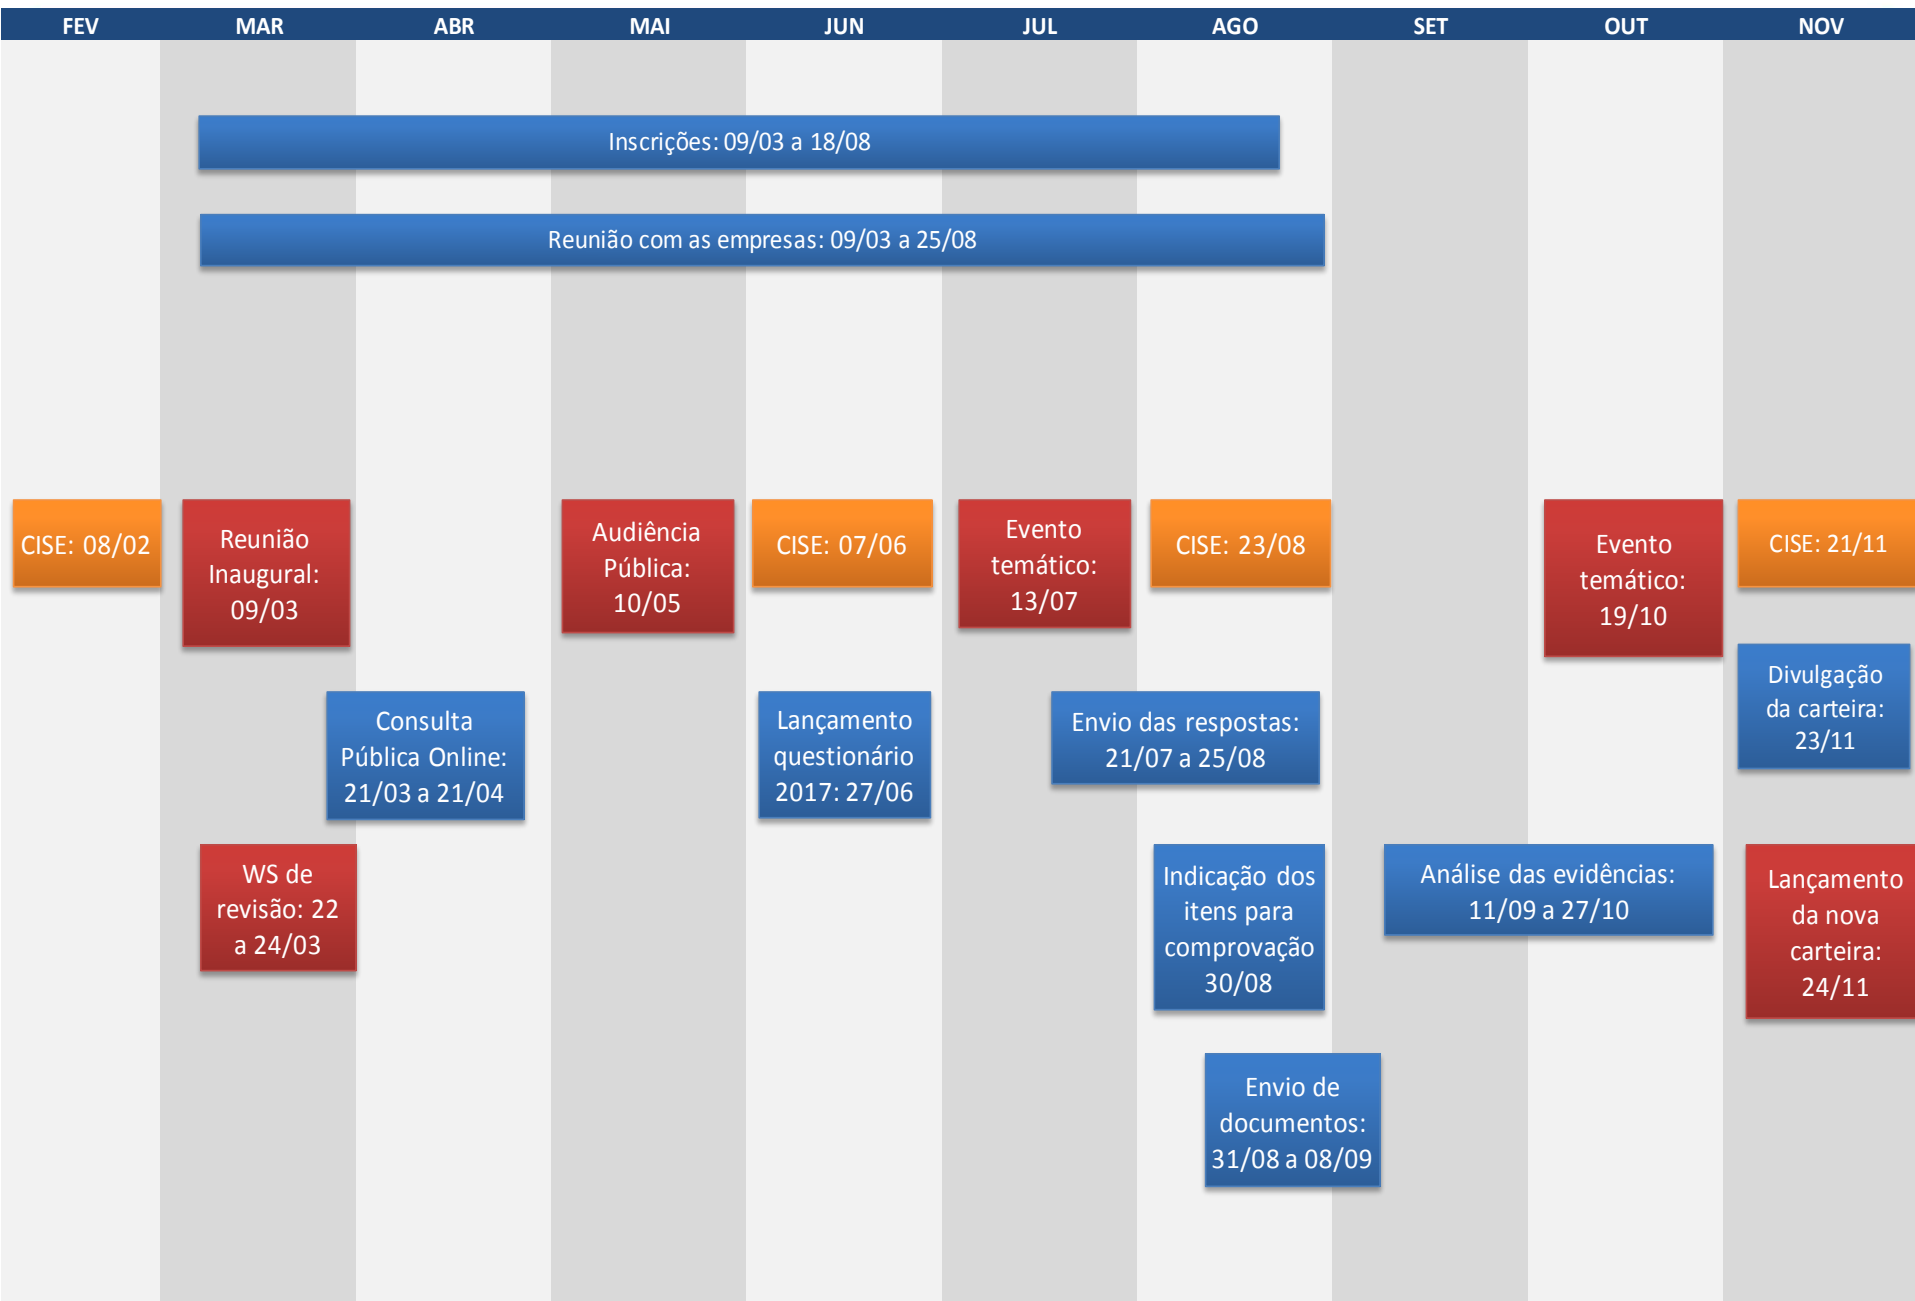 FEV MAR ABR MAI JUN JUL AGO SET OUT NOV
Inscrições: 09/03 a 18/08
Reunião com as empresas: 09/03 a 25/08
CISE: 08/02
Reunião
Inaugural:
09/03
Audiência
Pública:
10/05
CISE: 07/06
Evento
temático:
13/07
CISE: 23/08
Evento
temático:
19/10
CISE: 21/11
Divulgação
da carteira:
23/11
Consulta
Pública Online:
21/03 a 21/04
Lançamento
questionário
2017: 27/06
Envio das respostas:
21/07 a 25/08
WS de
revisão: 22
a 24/03
Indicação dos
itens para
comprovação
30/08
Análise das evidências:
11/09 a 27/10
Lançamento
da nova
carteira:
24/11
Envio de
documentos:
31/08 a 08/09